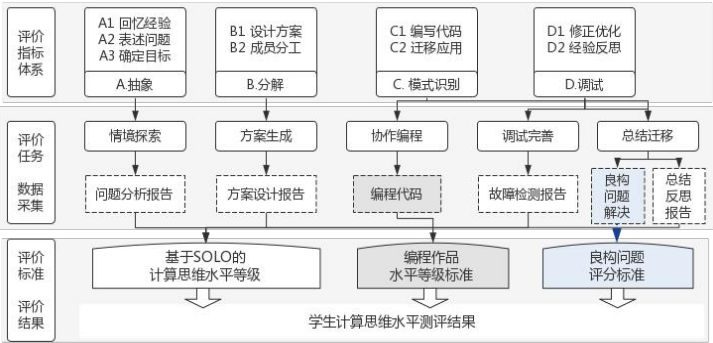 评价
指标
体系
A1 回忆经验
A2 表述问题
A3 确定目标
A.抽象
B1 设计方案
B2 成员分工
B.分解
C1 编写代码
C2 迁移应用
C. 模式识别
D1 修正优化
D2 经验反思
D.调试
评价
任务
数据
采集
情境探索
方案生成
协作编程
调试完善
总结迁移
问题分析报告
方案设计报告
编程代码
故障检测报告
良构
问题
解决
总结
反思
报告
评价
标准
评价
结果
基于SOLO的
计算思维水平等级
编程作品
水平等级标准
良构问题
评分标准
学生计算思维水平测评结果